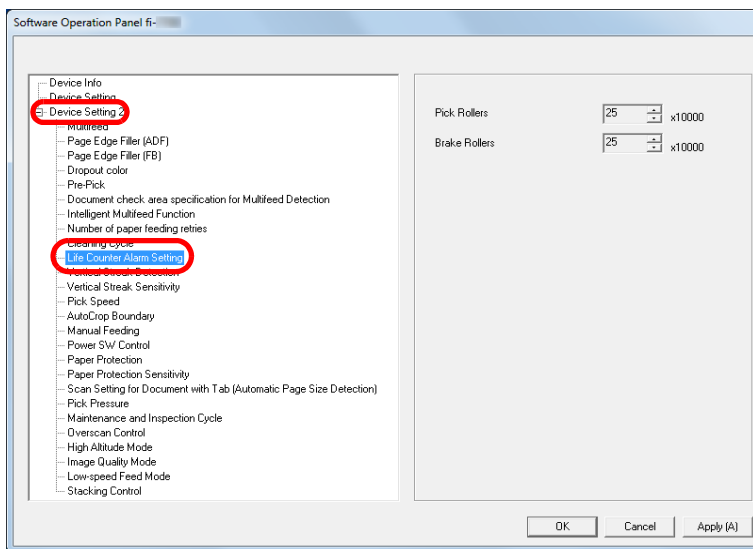 Software Operation Panel fi-
Device Info
Device Setting
Device Setting 2
Multifeed
Page Edge Filler (ADF)
Page Edge Filler (FB)
Dropout color
Pre-Pick
Document check area specification for Multifeed Detection
Intelligent Multifeed Function
Number of paper feeding retries
Cleaning Cycle
Life Counter Alarm Setting
Vertical Streak Detection
Vertical Streak Sensitivity
Pick Speed
AutoCrop Boundary
Manual Feeding
Power SW Control
Paper Protection
Paper Protection Sensitivity
Scan Setting for Document with Tab (Automatic Page Size Detection)
Pick Pressure
Maintenance and Inspection Cycle
Overscan Control
High Altitude Mode
Image Quality Mode
Low-speed Feed Mode
Stacking Control
Pick Rollers 25 x10000
Brake Rollers 25 x10000
OK Cancel Apply (A)